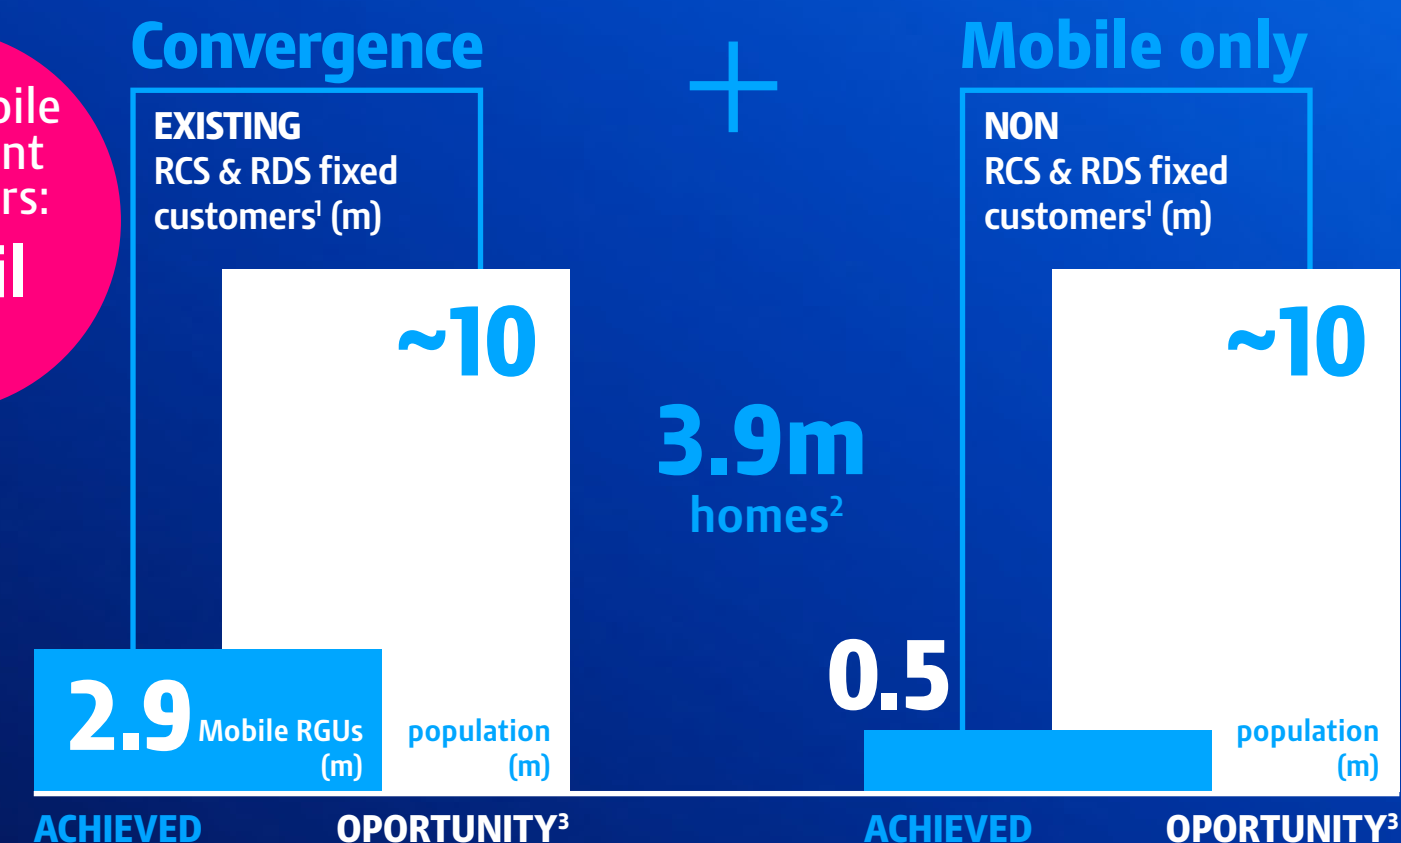 Convergence
EXISTING
RCS & RDS fixed
customers¹ (m)
~10
2.9 Mobile RGUs
(m)
population
(m)
ACHIEVED
OPORTUNITY³
+
3.9m
homes²
Mobile only
NON
RCS & RDS fixed
customers¹ (m)
~10
0.5
population
(m)
ACHIEVED
OPORTUNITY³